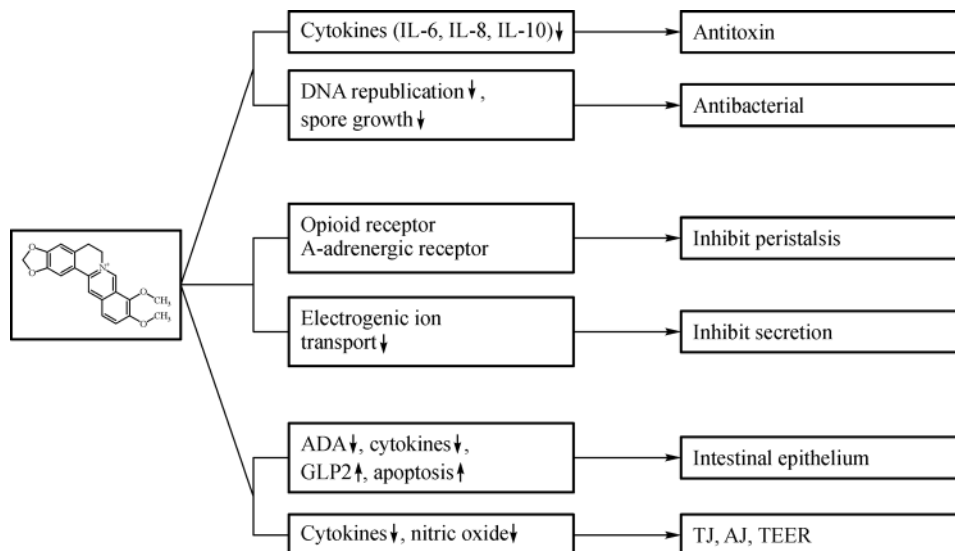 Cytokines (IL-6, IL-8, IL-10)↓
Antitoxin
DNA republication↓,
spore growth↓
Antibacterial
Opioid receptor
A-adrenergic receptor
Inhibit peristalsis
O
O
N+
O
CH3
O
CH3
Electrogenic ion
transport↓
Inhibit secretion
ADA↓, cytokines↓,
GLP2↑, apoptosis↑
Intestinal epithelium
Cytokines↓, nitric oxide↓
TJ, AJ, TEER